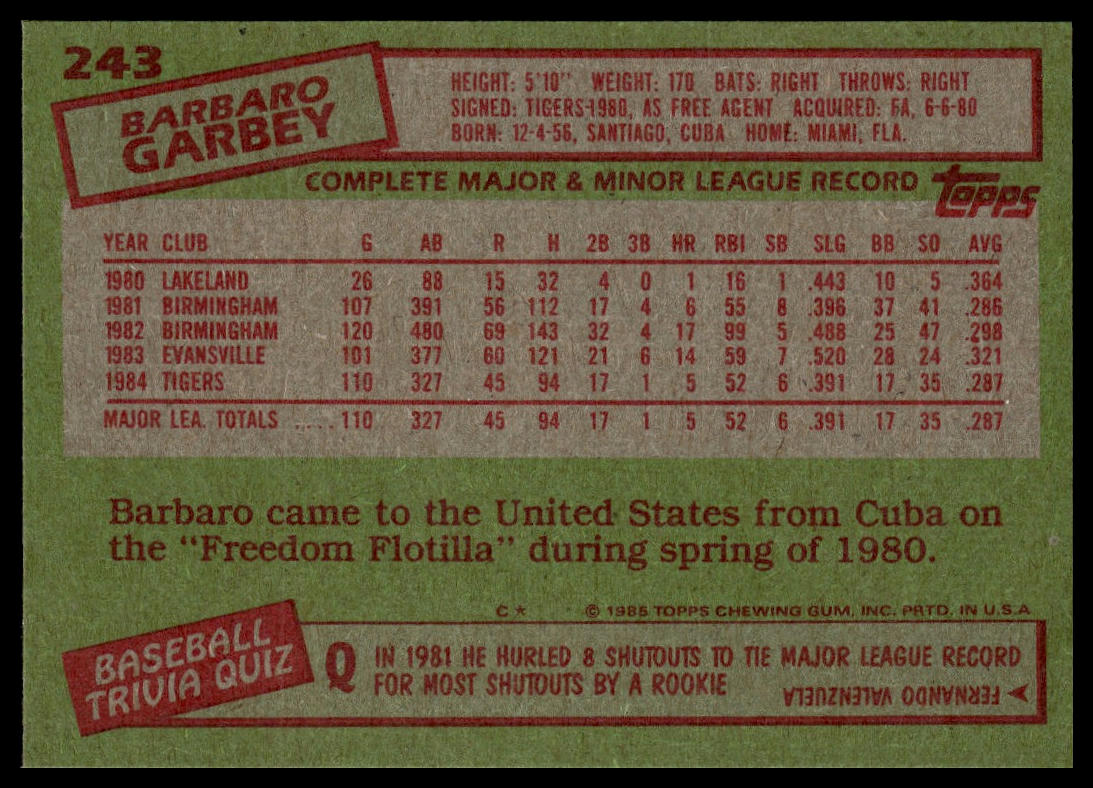 243
BARBARO
GARBEY
HEIGHT: 5'10" WEIGHT: 170 BATS: RIGHT THROWS: RIGHT
SIGNED: TIGERS-1980, AS FREE AGENT ACQUIRED: FA, 6-6-80
BORN: 12-4-56, SANTIAGO, CUBA HOME: MIAMI, FLA.
COMPLETE MAJOR & MINOR LEAGUE RECORD topps
YEAR CLUB G AB R H 2B 3B HR RBI SB SLG BB SO AVG
1980 LAKELAND 26 88 15 32 4 0 1 16 1 .443 10 5 .364
1981 BIRMINGHAM 107 391 56 112 17 4 6 55 8 .396 37 41 .286
1982 BIRMINGHAM 120 480 69 143 32 4 17 99 5 .488 25 47 .298
1983 EVANSVILLE 101 377 60 121 21 6 14 59 7 .520 28 24 .321
1984 TIGERS 110 327 45 94 17 1 5 52 6 .391 17 35 .287
MAJOR LEA. TOTALS ..... 110 327 45 94 17 1 5 52 6 .391 17 35 .287
Barbaro came to the United States from Cuba on
the "Freedom Flotilla" during spring of 1980.
C* © 1985 TOPPS CHEWING GUM, INC. PRTD. IN U.S.A
BASEBALL
TRIVIA QUIZ
Q IN 1981 HE HURLED 8 SHUTOUTS TO TIE MAJOR LEAGUE RECORD
FOR MOST SHUTOUTS BY A ROOKIE
FERNANDO VALENZUELA